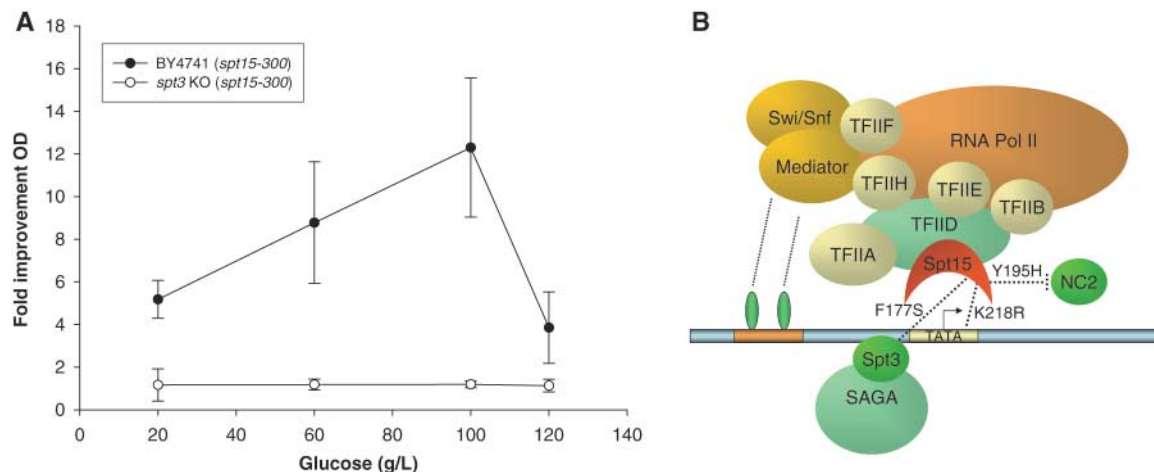 A
18
16
14
12
10
8
6
4
2
0
Fold improvement OD
BY4741 (spt15-300)
spt3 KO (spt15-300)
0
20
40
60
80
100
120
140
Glucose (g/L)
B
Swi/Snf
TFIIF
RNA Pol II
Mediator
TFIIH
TFIIE
TFIIB
TFIID
TFIIA
Spt15
Y195H
NC2
F177S
K218R
TATA
Spt3
SAGA